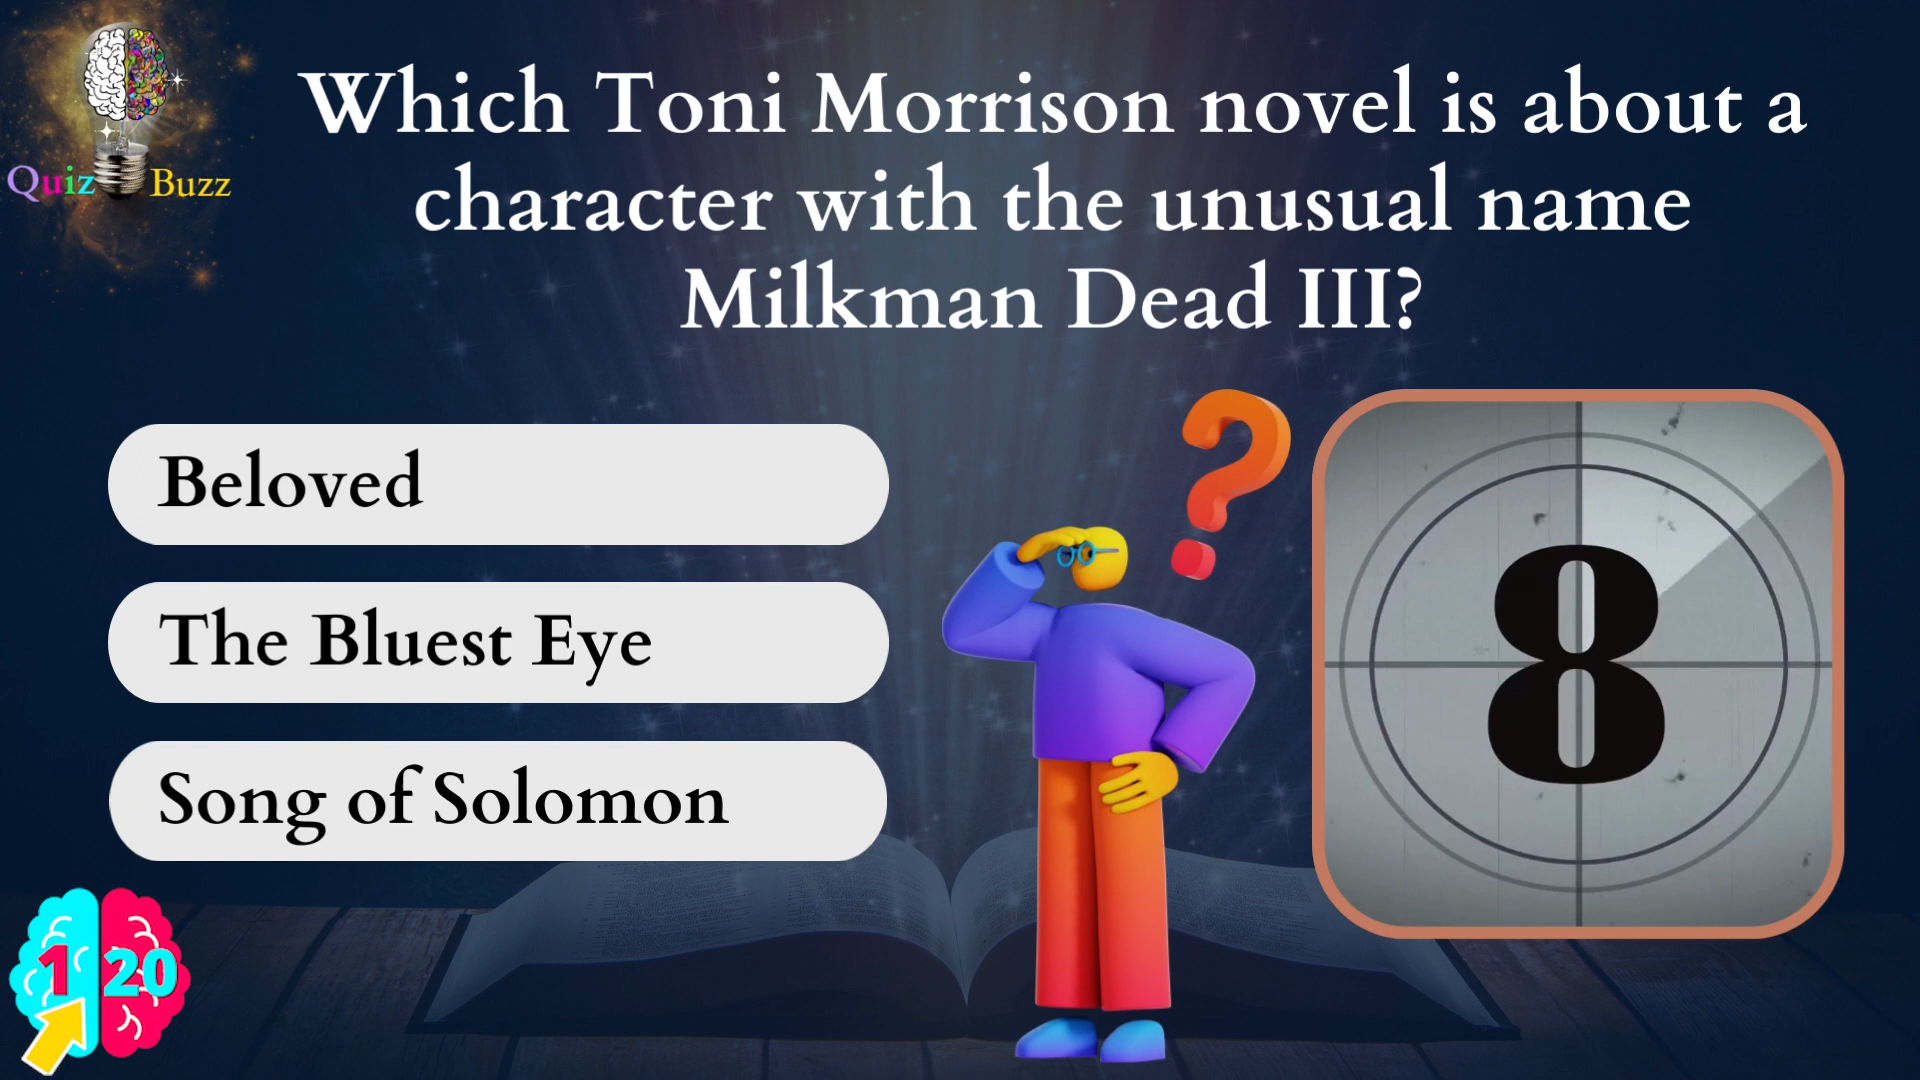 Quiz Buzz
Which Toni Morrison novel is about a
character with the unusual name
Milkman Dead III?
Beloved
The Bluest Eye
Song of Solomon
?
8
1 20